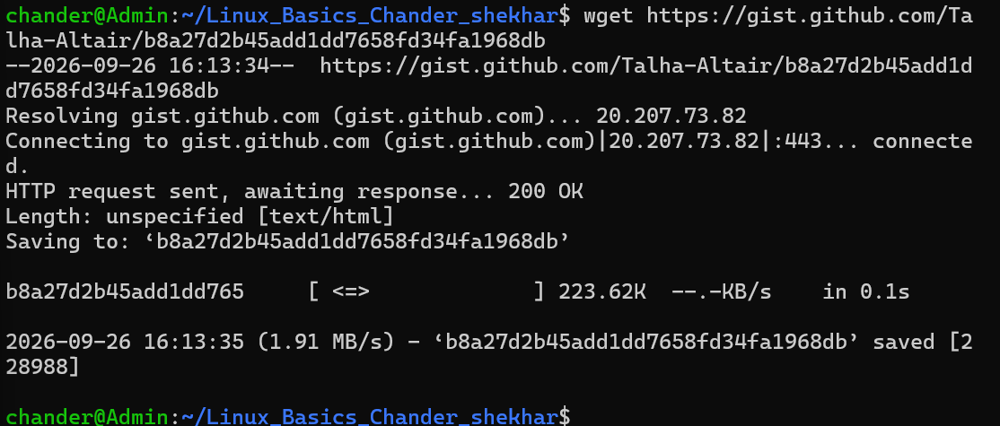 chander@Admin:~/Linux_Basics_Chander_shekhar$ wget https://gist.github.com/Ta
lha-Altair/b8a27d2b45add1dd7658fd34fa1968db
--2026-09-26 16:13:34--  https://gist.github.com/Talha-Altair/b8a27d2b45add1d
d7658fd34fa1968db
Resolving gist.github.com (gist.github.com)... 20.207.73.82
Connecting to gist.github.com (gist.github.com)|20.207.73.82|:443... connecte
d.
HTTP request sent, awaiting response... 200 OK
Length: unspecified [text/html]
Saving to: ‘b8a27d2b45add1dd7658fd34fa1968db’
b8a27d2b45add1dd765     [ <=>             ] 223.62K  --.-KB/s    in 0.1s
2026-09-26 16:13:35 (1.91 MB/s) - ‘b8a27d2b45add1dd7658fd34fa1968db’ saved [2
28988]
chander@Admin:~/Linux_Basics_Chander_shekhar$